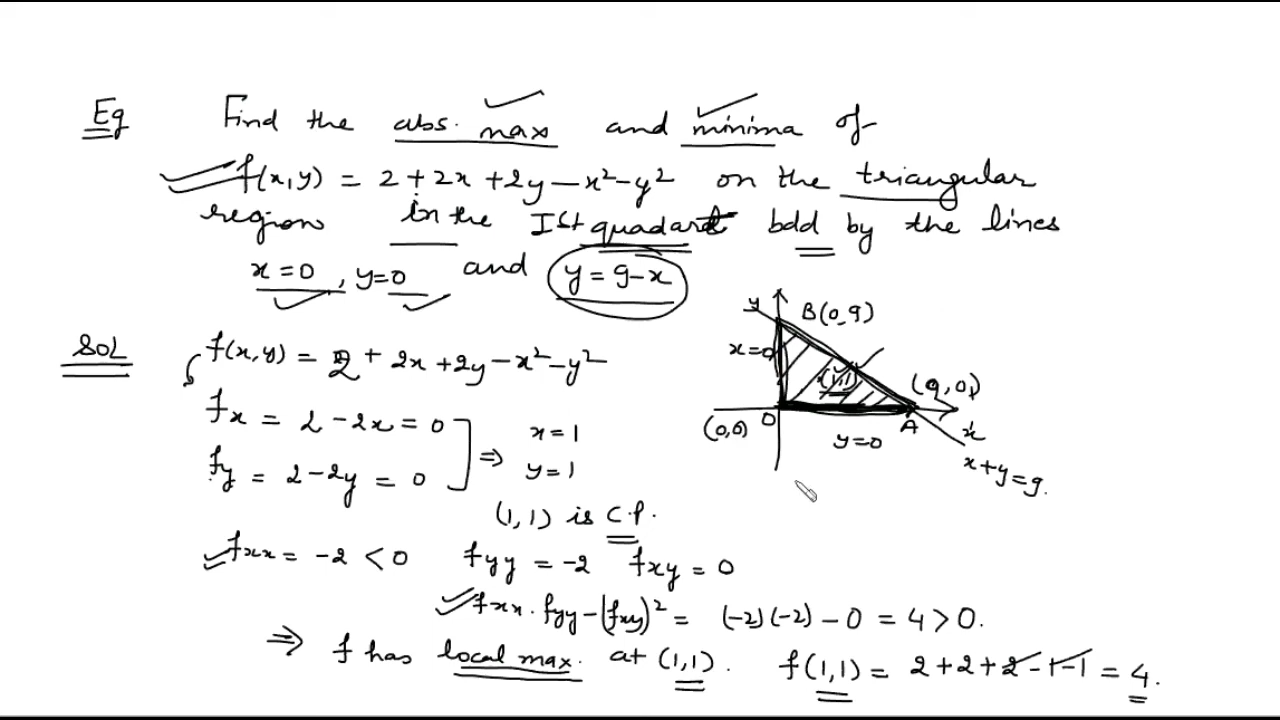 Eg Find the abs. max and minima of
f(x,y) = 2 + 2x + 2y - x² - y² on the triangular
region in the Ist quadart bdd by the lines
x = 0, y=0 and y = 9-x
Sol f(x,y) = 2 + 2x + 2y - x² - y²
fx = 2 - 2x = 0
fy = 2 - 2y = 0
⇒ x = 1
y = 1
(1,1) is C.P.
fxx = -2 < 0 fyy = -2 fxy = 0
fxx . fyy - (fxy)² = (-2)(-2) - 0 = 4 > 0.
⇒ f has local max. at (1,1). f(1,1) = 2+2+2-1-1 = 4.
y B(0,9)
x=0
(1,1) (9,0)
(0,0) O y=0 A x
x+y=9.